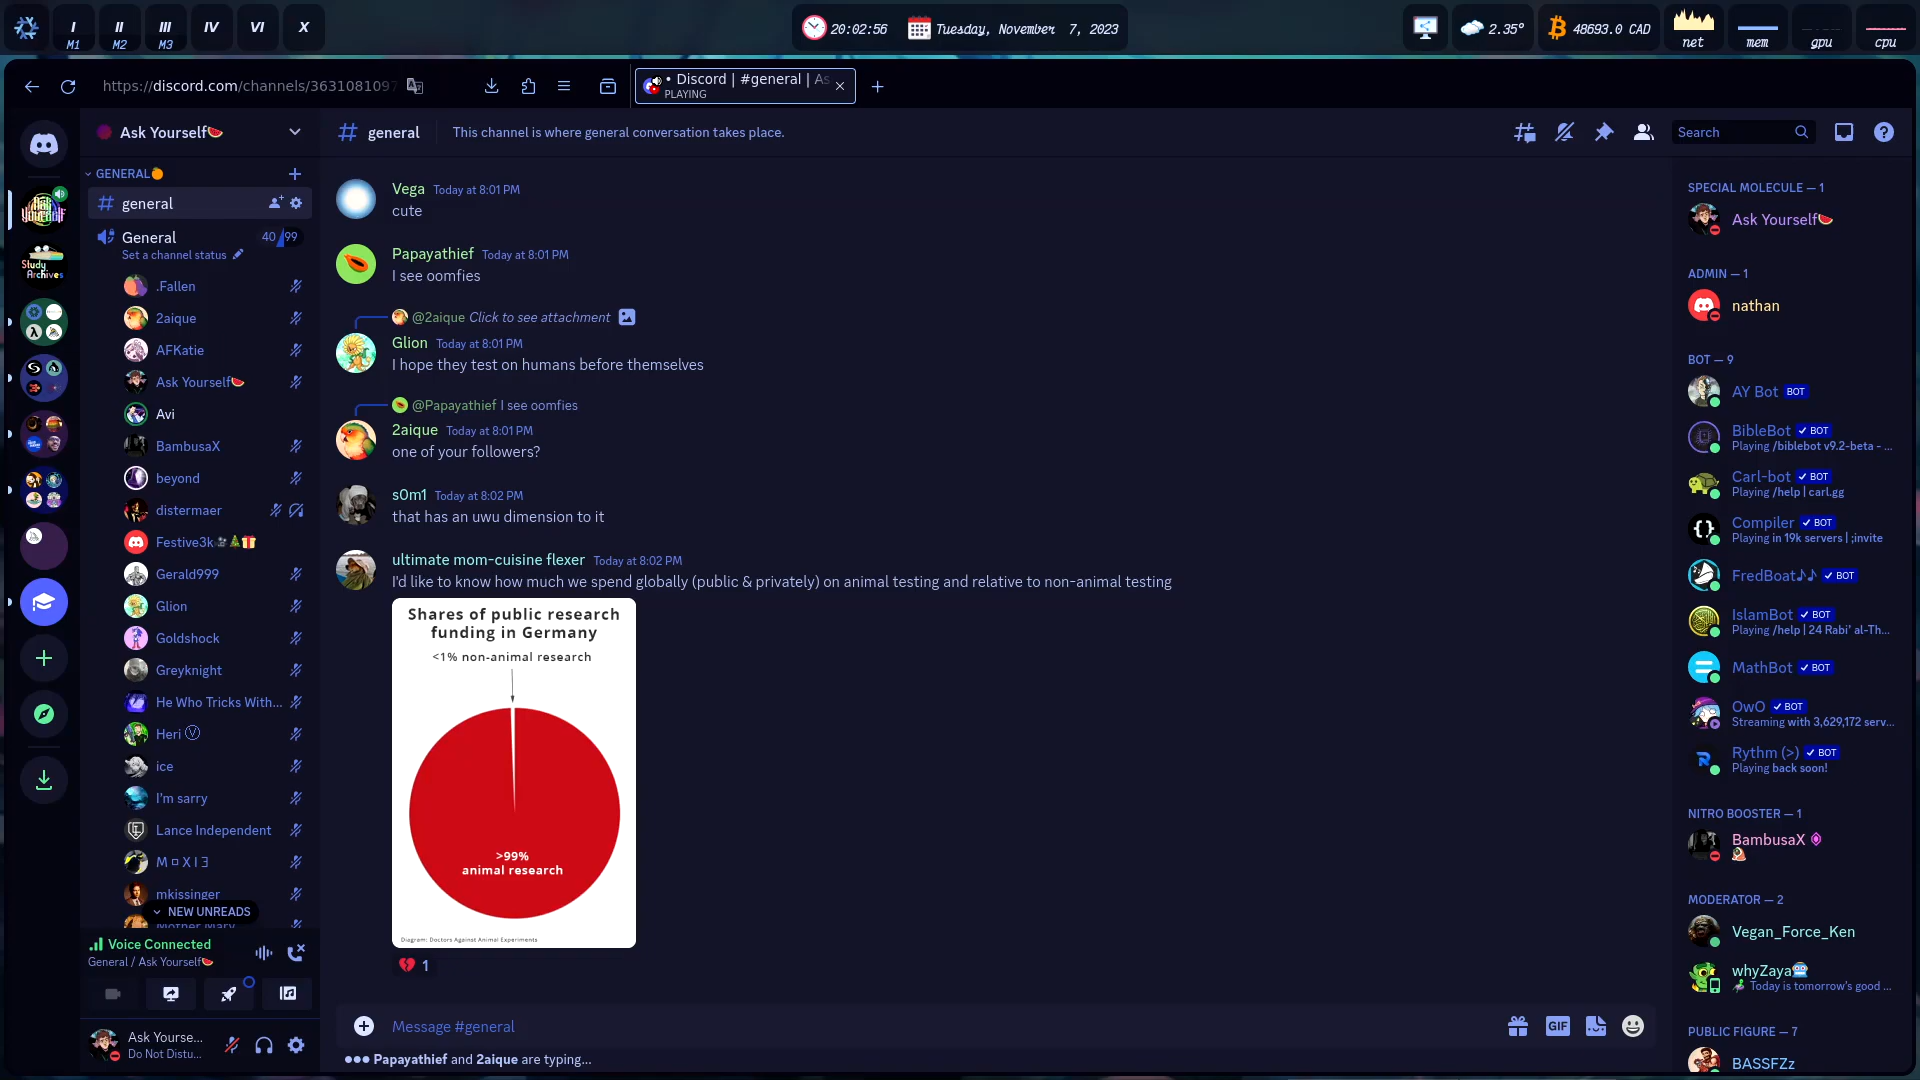 I II III IV VI X
M1 M2 M3
20:02:56 Tuesday, November 7, 2023
2.35° 48693.0 CAD net mem gpu cpu
https://discord.com/channels/3631081097
• Discord | #general | As
PLAYING
Ask Yourself🍉
general This channel is where general conversation takes place.
Search
GENERAL🍊
general
General 40 99
Set a channel status
.Fallen
2aique
AFKatie
Ask Yourself🍉
Avi
BambusaX
beyond
distermaer
Festive3k
Gerald999
Glion
Goldshock
Greyknight
He Who Tricks With...
Heri Ⓥ
ice
I'm sarry
Lance Independent
M ¤ X I Ǝ
mkissinger
NEW UNREADS
Mother Mary
Voice Connected
General / Ask Yourself🍉
Ask Yourse...
Do Not Distu...
Ask Yourself
Study
Archives
Vega Today at 8:01 PM
cute
Papayathief Today at 8:01 PM
I see oomfies
@2aique Click to see attachment
Glion Today at 8:01 PM
I hope they test on humans before themselves
@Papayathief I see oomfies
2aique Today at 8:01 PM
one of your followers?
s0m1 Today at 8:02 PM
that has an uwu dimension to it
ultimate mom-cuisine flexer Today at 8:02 PM
I'd like to know how much we spend globally (public & privately) on animal testing and relative to non-animal testing
Shares of public research
funding in Germany
<1% non-animal research
>99%
animal research
Diagram: Doctors Against Animal Experiments
💔 1
Message #general
GIF
Papayathief and 2aique are typing...
SPECIAL MOLECULE — 1
Ask Yourself🍉
ADMIN — 1
nathan
BOT — 9
AY Bot BOT
BibleBot ✓ BOT
Playing /biblebot v9.2-beta - ...
Carl-bot ✓ BOT
Playing /help | carl.gg
Compiler ✓ BOT
Playing in 19k servers | ;invite
FredBoat♪♪ ✓ BOT
IslamBot ✓ BOT
Playing /help | 24 Rabi' al-Th...
MathBot ✓ BOT
OwO ✓ BOT
Streaming with 3,629,172 serv...
Rythm (>) ✓ BOT
Playing back soon!
NITRO BOOSTER — 1
BambusaX
MODERATOR — 2
Vegan_Force_Ken
whyZaya
Today is tomorrow's good ...
PUBLIC FIGURE — 7
BASSFZz